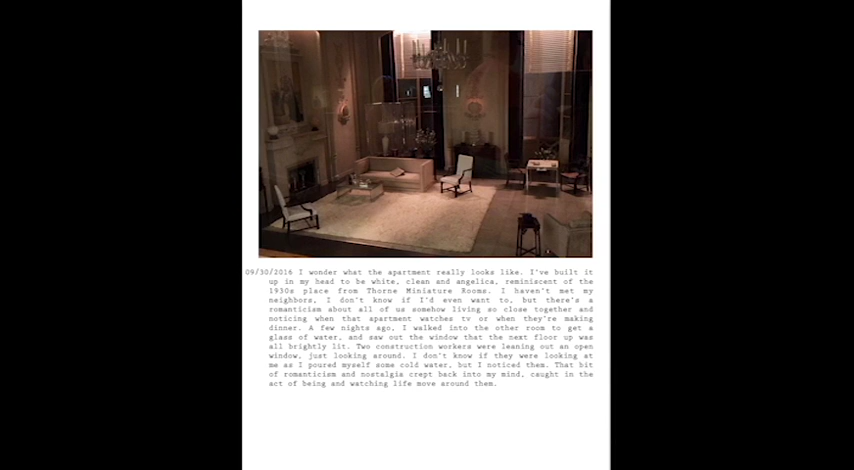 09/30/2016 I wonder what the apartment really looks like. I've built it
up in my head to be white, clean and angelica, reminiscent of the
1930s place from Thorne Miniature Rooms. I haven't met my
neighbors, I don't know if I'd even want to, but there's a
romanticism about all of us somehow living so close together and
noticing when that apartment watches tv or when they're making
dinner. A few nights ago, I walked into the other room to get a
glass of water, and saw out the window that the next floor up was
all brightly lit. Two construction workers were leaning out an open
window, just looking around. I don't know if they were looking at
me as I poured myself some cold water, but I noticed them. That bit
of romanticism and nostalgia crept back into my mind, caught in the
act of being and watching life move around them.